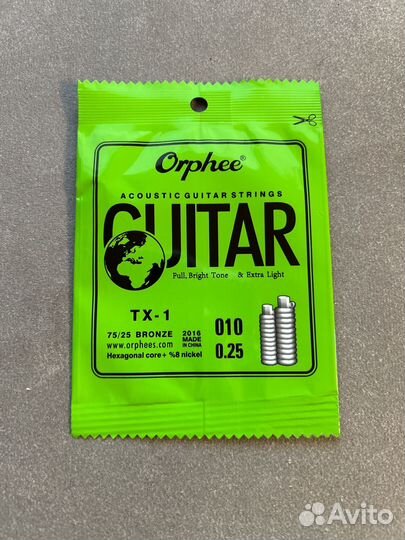 Orphee®
ACOUSTIC GUITAR STRINGS
GUITAR
Pull, Bright Tone & Extra Light
TX-1
75/25 BRONZE
2016
MADE
IN CHINA
www.orphees.com
Hexagonal core+ %8 nickel
010
0.25
Avito